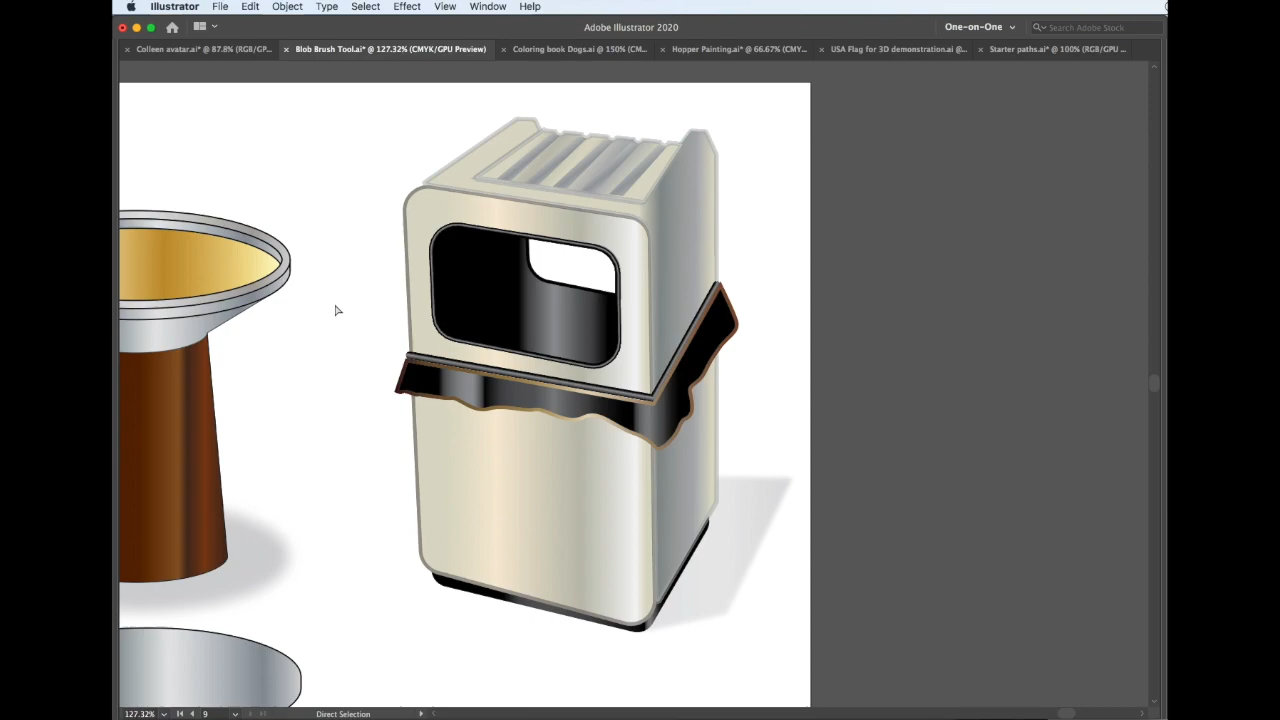 Illustrator File Edit Object Type Select Effect View Window Help
Adobe Illustrator 2020
One-on-One
Search Adobe Stock
× Colleen avatar.ai* @ 87.8% (RGB/GP... × Blob Brush Tool.ai* @ 127.32% (CMYK/GPU Preview) × Coloring book Dogs.ai @ 150% (CM... × Hopper Painting.ai* @ 66.67% (CMY... × USA Flag for 3D demonstration.ai @... × Starter paths.ai* @ 100% (RGB/GPU ...
127.32% 9 Direct Selection